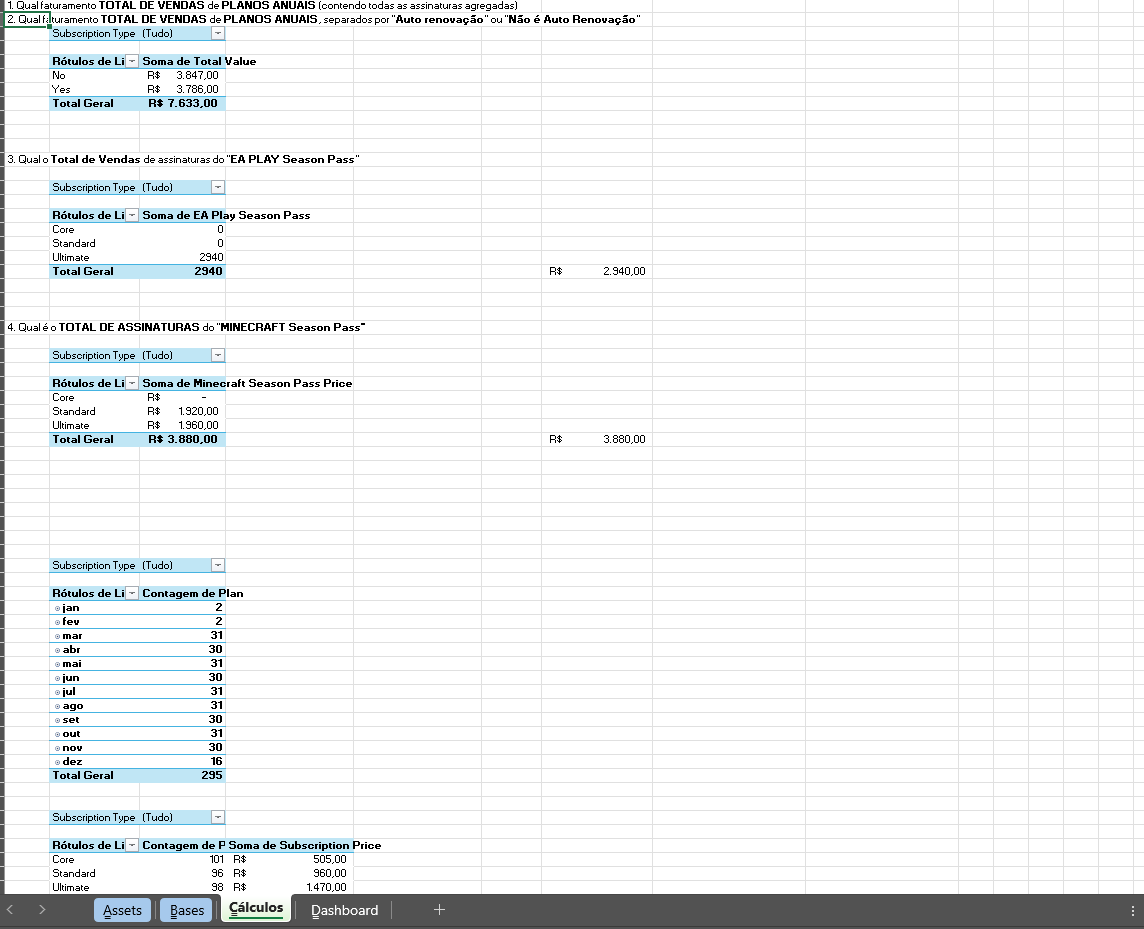 1. Qual faturamento TOTAL DE VENDAS de PLANOS ANUAIS (contendo todas as assinaturas agregadas)
2. Qual faturamento TOTAL DE VENDAS de PLANOS ANUAIS, separados por "Auto renovação" ou "Não é Auto Renovação"
Subscription Type (Tudo)
Rótulos de Li Soma de Total Value
No R$ 3.847,00
Yes R$ 3.786,00
Total Geral R$ 7.633,00
3. Qual o Total de Vendas de assinaturas do "EA PLAY Season Pass"
Subscription Type (Tudo)
Rótulos de Li Soma de EA Play Season Pass
Core 0
Standard 0
Ultimate 2940
Total Geral 2940 R$ 2.940,00
4. Qual é o TOTAL DE ASSINATURAS do "MINECRAFT Season Pass"
Subscription Type (Tudo)
Rótulos de Li Soma de Minecraft Season Pass Price
Core R$ -
Standard R$ 1.920,00
Ultimate R$ 1.960,00
Total Geral R$ 3.880,00 R$ 3.880,00
Subscription Type (Tudo)
Rótulos de Li Contagem de Plan
jan 2
fev 2
mar 31
abr 30
mai 31
jun 30
jul 31
ago 31
set 30
out 31
nov 30
dez 16
Total Geral 295
Subscription Type (Tudo)
Rótulos de Li Contagem de P Soma de Subscription Price
Core 101 R$ 505,00
Standard 96 R$ 960,00
Ultimate 98 R$ 1.470,00
Assets Bases Cálculos Dashboard +